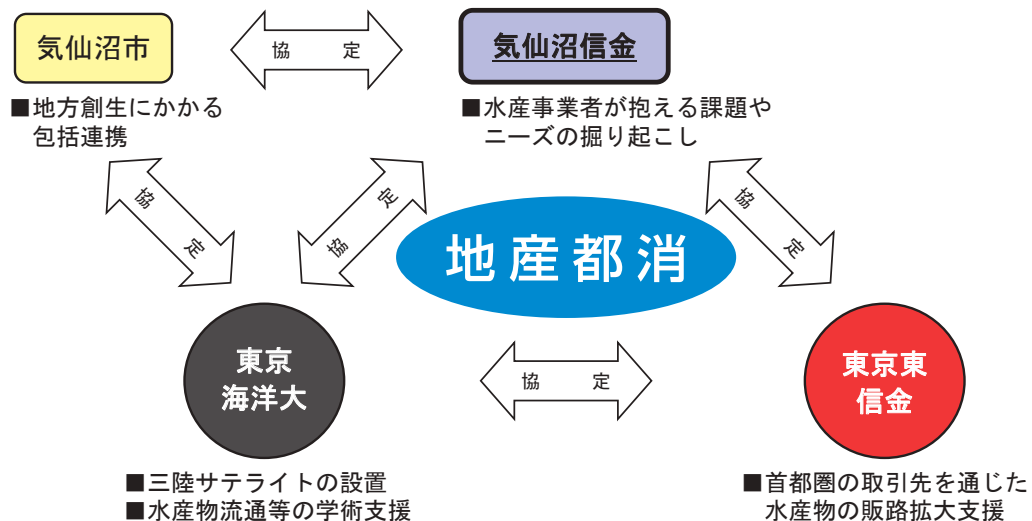 気仙沼市
協定
気仙沼信金
■地方創生にかかる
包括連携
■水産事業者が抱える課題や
ニーズの掘り起こし
協定
協定
協定
地産都消
東京
海洋大
協定
東京東
信金
■三陸サテライトの設置
■水産物流通等の学術支援
■首都圏の取引先を通じた
水産物の販路拡大支援